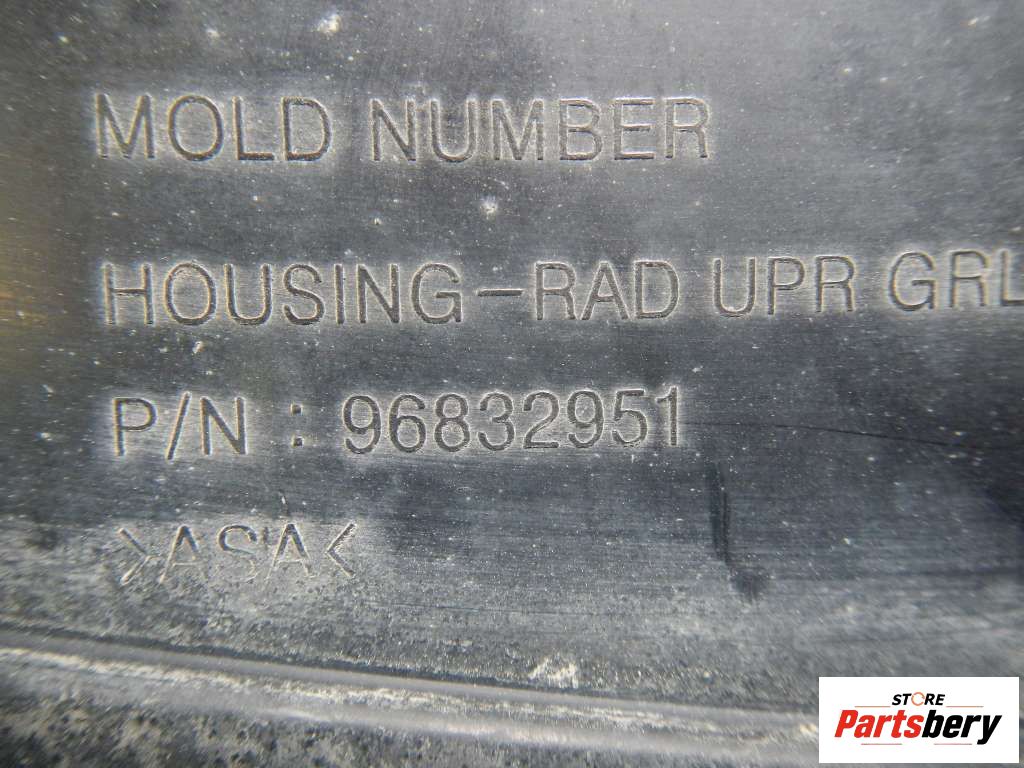 MOLD NUMBER
HOUSING-RAD UPR GRL
P/N : 96832951
>ASA<
STORE
Partsbery